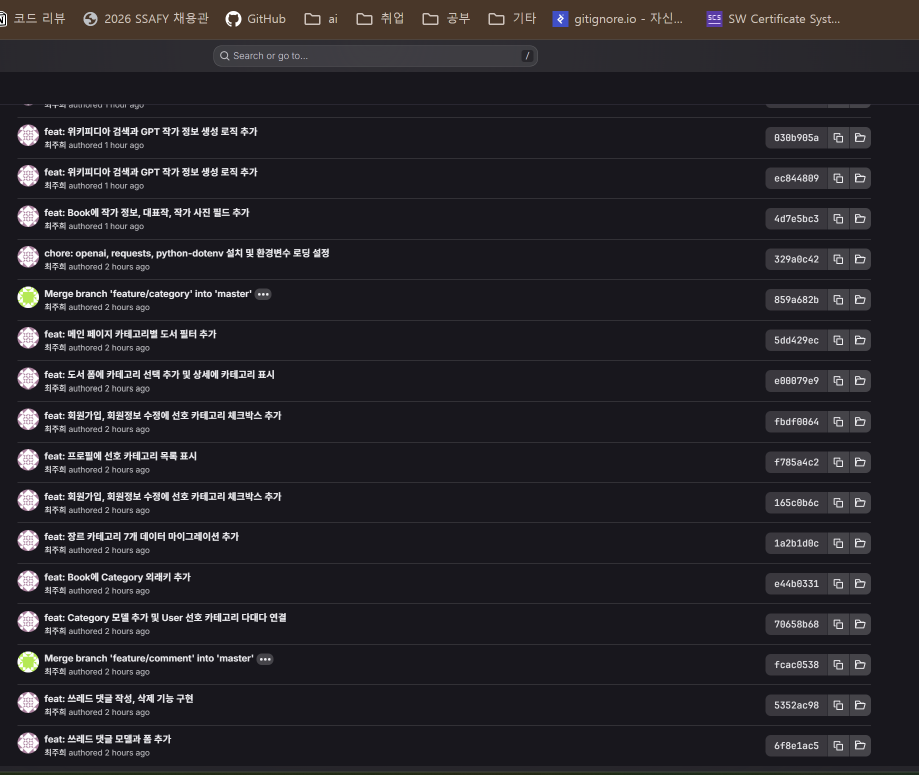 코드 리뷰
2026 SSAFY 채용관
GitHub
ai
취업
공부
기타
gitignore.io - 자신...
SCS
SW Certificate Syst...
Search or go to...
/
최주희 authored 1 hour ago
feat: 위키피디아 검색과 GPT 작가 정보 생성 로직 추가
최주희 authored 1 hour ago
030b905a
feat: 위키피디아 검색과 GPT 작가 정보 생성 로직 추가
최주희 authored 1 hour ago
ec844809
feat: Book에 작가 정보, 대표작, 작가 사진 필드 추가
최주희 authored 1 hour ago
4d7e5bc3
chore: openai, requests, python-dotenv 설치 및 환경변수 로딩 설정
최주희 authored 2 hours ago
329a0c42
Merge branch 'feature/category' into 'master'
최주희 authored 2 hours ago
859a682b
feat: 메인 페이지 카테고리별 도서 필터 추가
최주희 authored 2 hours ago
5dd429ec
feat: 도서 폼에 카테고리 선택 추가 및 상세에 카테고리 표시
최주희 authored 2 hours ago
e00079e9
feat: 회원가입, 회원정보 수정에 선호 카테고리 체크박스 추가
최주희 authored 2 hours ago
fbdf0064
feat: 프로필에 선호 카테고리 목록 표시
최주희 authored 2 hours ago
f785a4c2
feat: 회원가입, 회원정보 수정에 선호 카테고리 체크박스 추가
최주희 authored 2 hours ago
165c0b6c
feat: 장르 카테고리 7개 데이터 마이그레이션 추가
최주희 authored 2 hours ago
1a2b1d0c
feat: Book에 Category 외래키 추가
최주희 authored 2 hours ago
e44b0331
feat: Category 모델 추가 및 User 선호 카테고리 다대다 연결
최주희 authored 2 hours ago
70658b68
Merge branch 'feature/comment' into 'master'
최주희 authored 2 hours ago
fcac0538
feat: 쓰레드 댓글 작성, 삭제 기능 구현
최주희 authored 2 hours ago
5352ac98
feat: 쓰레드 댓글 모델과 폼 추가
최주희 authored 2 hours ago
6f8e1ac5